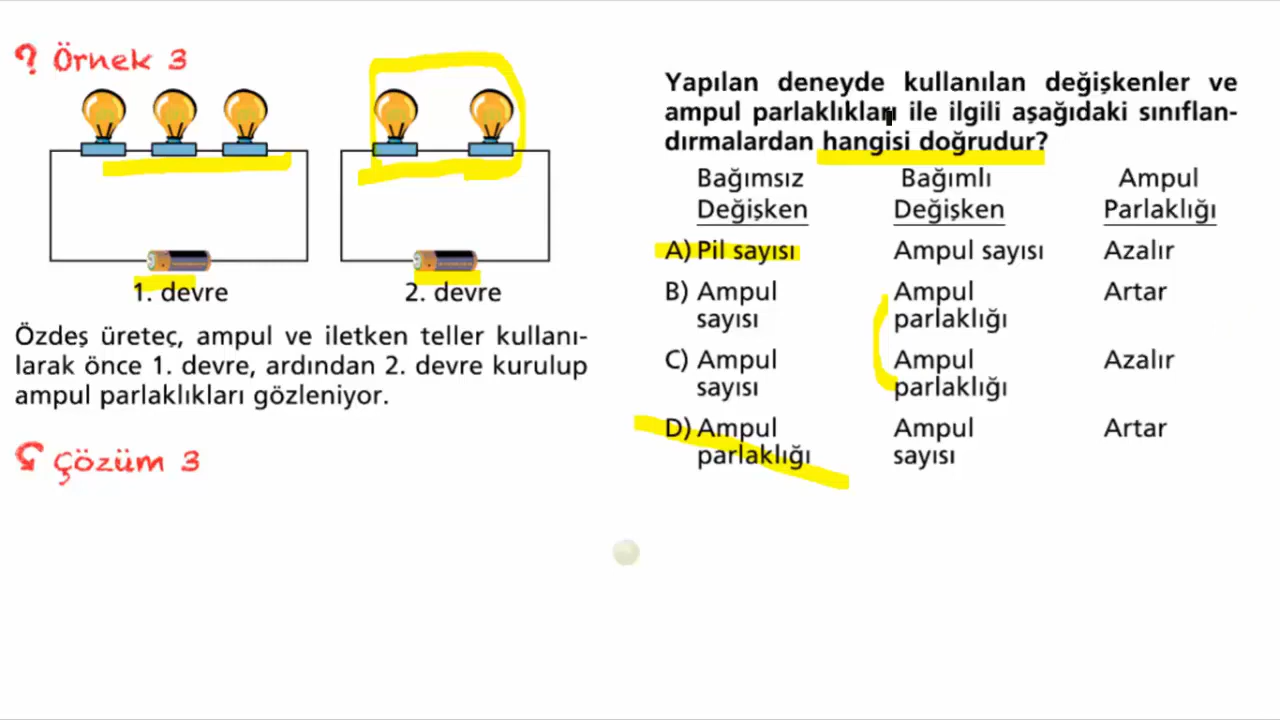 ? Örnek 3
1. devre
2. devre
Özdeş üreteç, ampul ve iletken teller kullanı-
larak önce 1. devre, ardından 2. devre kurulup
ampul parlaklıkları gözleniyor.
Çözüm 3
Yapılan deneyde kullanılan değişkenler ve
ampul parlaklıkları ile ilgili aşağıdaki sınıflan-
dırmalardan hangisi doğrudur?
Bağımsız Bağımlı Ampul
Değişken Değişken Parlaklığı
A) Pil sayısı Ampul sayısı Azalır
B) Ampul Ampul Artar
sayısı parlaklığı
C) Ampul Ampul Azalır
sayısı parlaklığı
D) Ampul Ampul Artar
parlaklığı sayısı